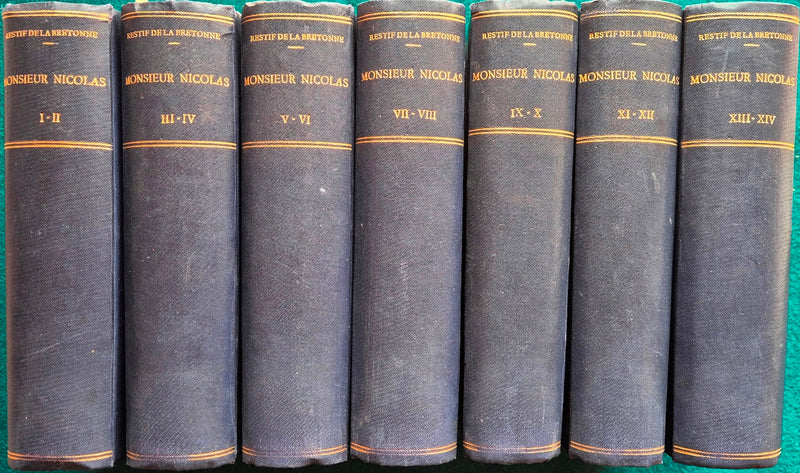 RESTIF DE LA BRETONNE
MONSIEUR NICOLAS
I-II
RESTIF DE LA BRETONNE
MONSIEUR NICOLAS
III-IV
RESTIF DE LA BRETONNE
MONSIEUR NICOLAS
V-VI
RESTIF DE LA BRETONNE
MONSIEUR NICOLAS
VII-VIII
RESTIF DE LA BRETONNE
MONSIEUR NICOLAS
IX-X
RESTIF DE LA BRETONNE
MONSIEUR NICOLAS
XI-XII
RESTIF DE LA BRETONNE
MONSIEUR NICOLAS
XIII-XIV